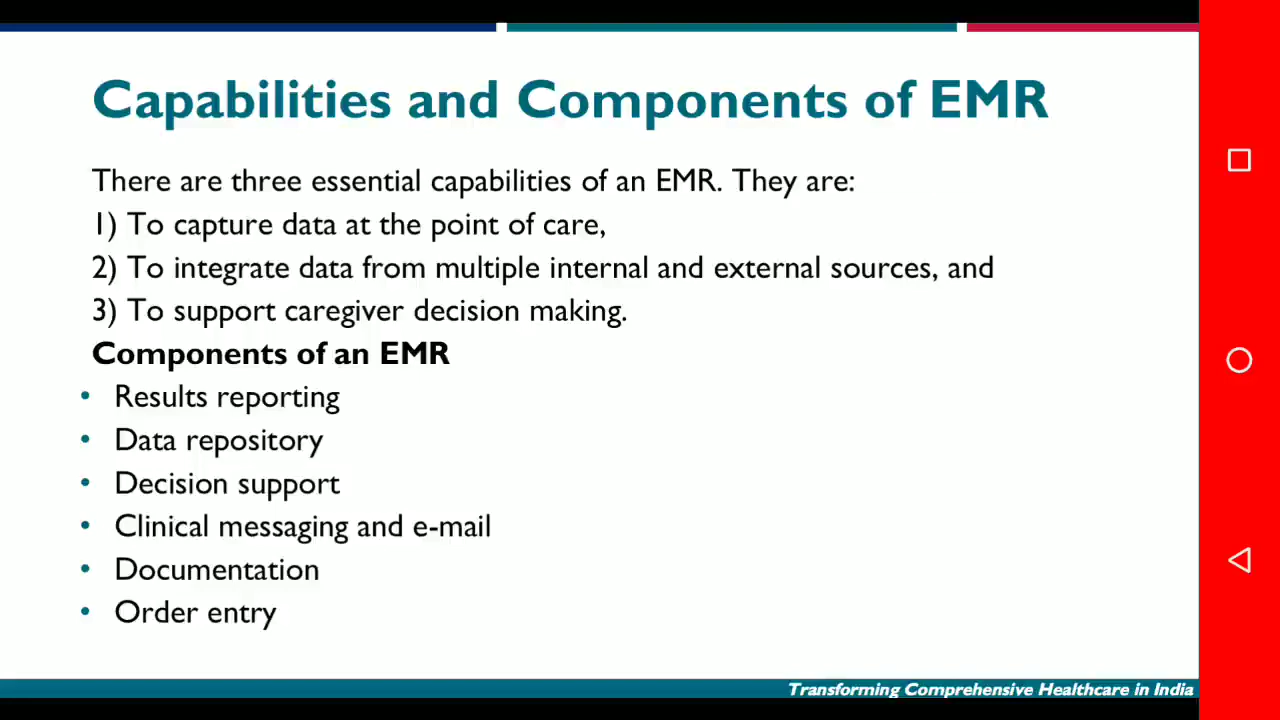 Capabilities and Components of EMR
There are three essential capabilities of an EMR. They are:
1) To capture data at the point of care,
2) To integrate data from multiple internal and external sources, and
3) To support caregiver decision making.
Components of an EMR
• Results reporting
• Data repository
• Decision support
• Clinical messaging and e-mail
• Documentation
• Order entry
Transforming Comprehensive Healthcare in India